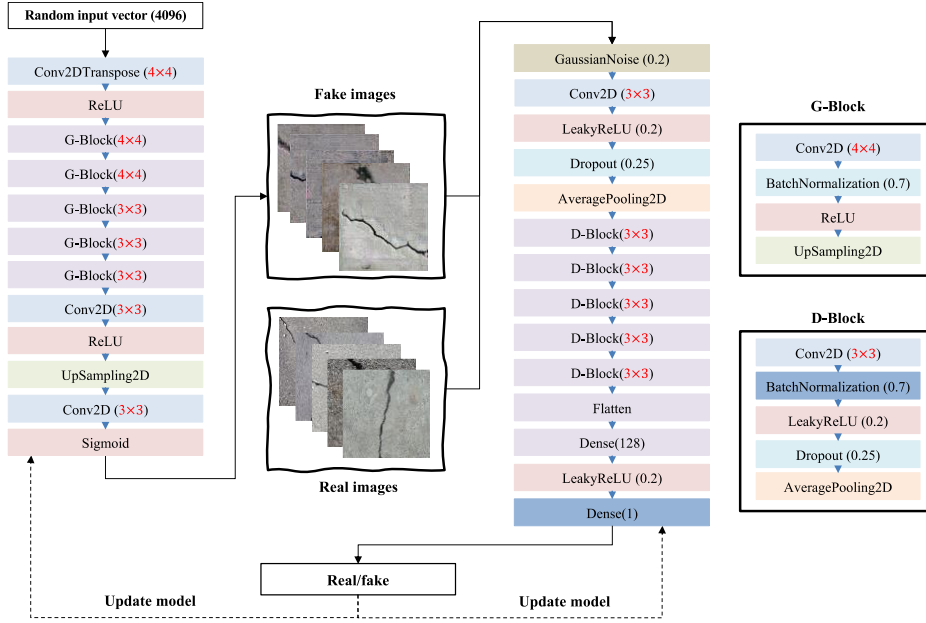 Random input vector (4096)
Conv2DTranspose (4×4)
ReLU
G-Block(4×4)
G-Block(4×4)
G-Block(3×3)
G-Block(3×3)
G-Block(3×3)
Conv2D(3×3)
ReLU
UpSampling2D
Conv2D (3×3)
Sigmoid
Fake images
Real images
GaussianNoise (0.2)
Conv2D (3×3)
LeakyReLU (0.2)
Dropout (0.25)
AveragePooling2D
D-Block(3×3)
D-Block(3×3)
D-Block(3×3)
D-Block(3×3)
D-Block(3×3)
Flatten
Dense(128)
LeakyReLU (0.2)
Dense(1)
G-Block
Conv2D (4×4)
BatchNormalization (0.7)
ReLU
UpSampling2D
D-Block
Conv2D (3×3)
BatchNormalization (0.7)
LeakyReLU (0.2)
Dropout (0.25)
AveragePooling2D
Real/fake
Update model
Update model